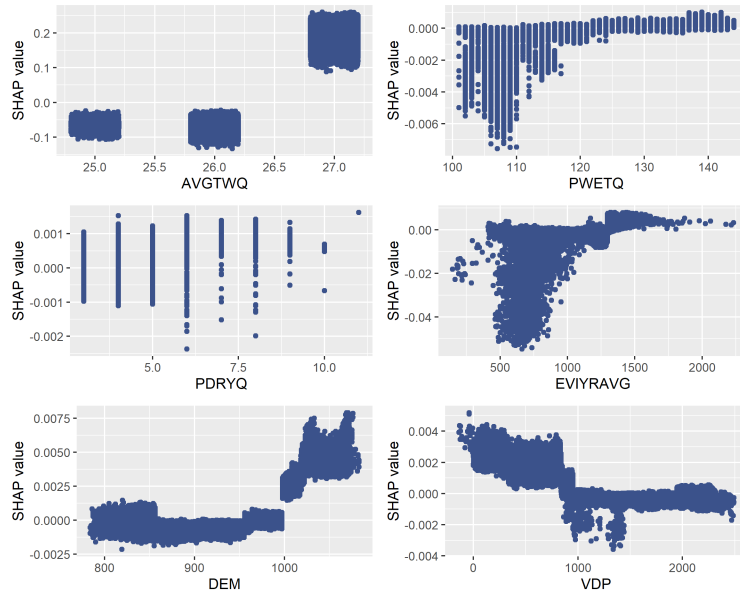 SHAP value
0.2
0.1
0.0
-0.1
25.0 25.5 26.0 26.5 27.0
AVGTWQ
SHAP value
0.000
-0.002
-0.004
-0.006
100 110 120 130 140
PWETQ
SHAP value
0.001
0.000
-0.001
-0.002
5.0 7.5 10.0
PDRYQ
SHAP value
0.00
-0.02
-0.04
500 1000 1500 2000
EVIYRAVG
SHAP value
0.0075
0.0050
0.0025
0.0000
-0.0025
800 900 1000
DEM
SHAP value
0.004
0.002
0.000
-0.002
-0.004
0 1000 2000
VDP